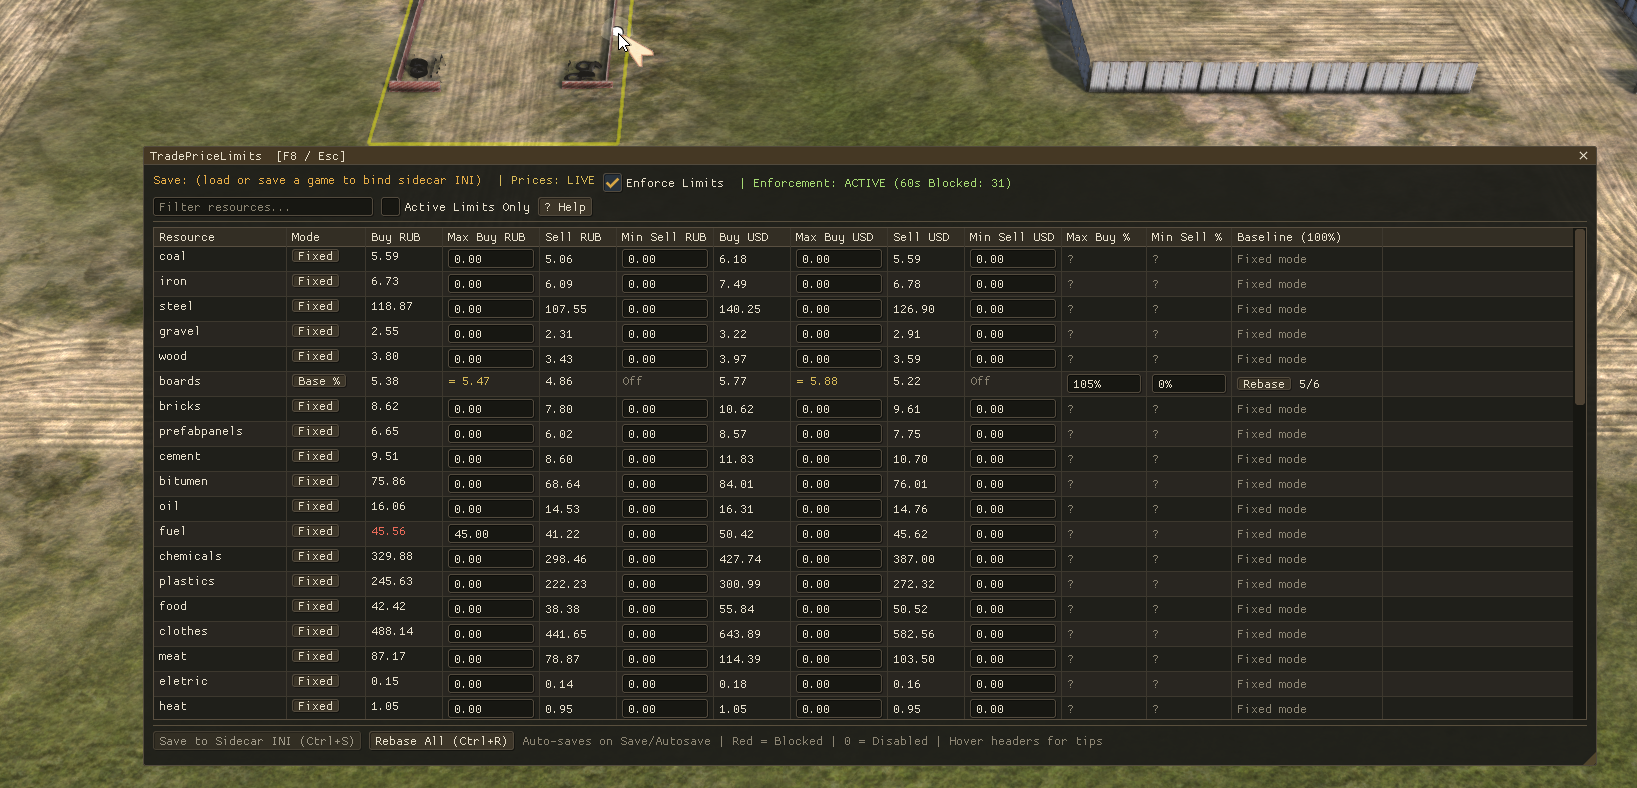 TradePriceLimits [F8 / Esc]
Save: (load or save a game to bind sidecar INI) | Prices: LIVE Enforce Limits | Enforcement: ACTIVE (60s Blocked: 31)
Filter resources... Active Limits Only ? Help
Resource Mode Buy RUB Max Buy RUB Sell RUB Min Sell RUB Buy USD Max Buy USD Sell USD Min Sell USD Max Buy % Min Sell % Baseline (100%)
coal Fixed 5.59 0.00 5.06 0.00 6.18 0.00 5.59 0.00 ? ? Fixed mode
iron Fixed 6.73 0.00 6.09 0.00 7.49 0.00 6.78 0.00 ? ? Fixed mode
steel Fixed 118.87 0.00 107.55 0.00 140.25 0.00 126.90 0.00 ? ? Fixed mode
gravel Fixed 2.55 0.00 2.31 0.00 3.22 0.00 2.91 0.00 ? ? Fixed mode
wood Fixed 3.80 0.00 3.43 0.00 3.97 0.00 3.59 0.00 ? ? Fixed mode
boards Base % 5.38 = 5.47 4.86 Off 5.77 = 5.88 5.22 Off 105% 0% Rebase 5/6
bricks Fixed 8.62 0.00 7.80 0.00 10.62 0.00 9.61 0.00 ? ? Fixed mode
prefabpanels Fixed 6.65 0.00 6.02 0.00 8.57 0.00 7.75 0.00 ? ? Fixed mode
cement Fixed 9.51 0.00 8.60 0.00 11.83 0.00 10.70 0.00 ? ? Fixed mode
bitumen Fixed 75.86 0.00 68.64 0.00 84.01 0.00 76.01 0.00 ? ? Fixed mode
oil Fixed 16.06 0.00 14.53 0.00 16.31 0.00 14.76 0.00 ? ? Fixed mode
fuel Fixed 45.56 45.00 41.22 0.00 50.42 0.00 45.62 0.00 ? ? Fixed mode
chemicals Fixed 329.88 0.00 298.46 0.00 427.74 0.00 387.00 0.00 ? ? Fixed mode
plastics Fixed 245.63 0.00 222.23 0.00 300.99 0.00 272.32 0.00 ? ? Fixed mode
food Fixed 42.42 0.00 38.38 0.00 55.84 0.00 50.52 0.00 ? ? Fixed mode
clothes Fixed 488.14 0.00 441.65 0.00 643.89 0.00 582.56 0.00 ? ? Fixed mode
meat Fixed 87.17 0.00 78.87 0.00 114.39 0.00 103.50 0.00 ? ? Fixed mode
eletric Fixed 0.15 0.00 0.14 0.00 0.18 0.00 0.16 0.00 ? ? Fixed mode
heat Fixed 1.05 0.00 0.95 0.00 1.05 0.00 0.95 0.00 ? ? Fixed mode
Save to Sidecar INI (Ctrl+S) Rebase All (Ctrl+R) Auto-saves on Save/Autosave | Red = Blocked | 0 = Disabled | Hover headers for tips